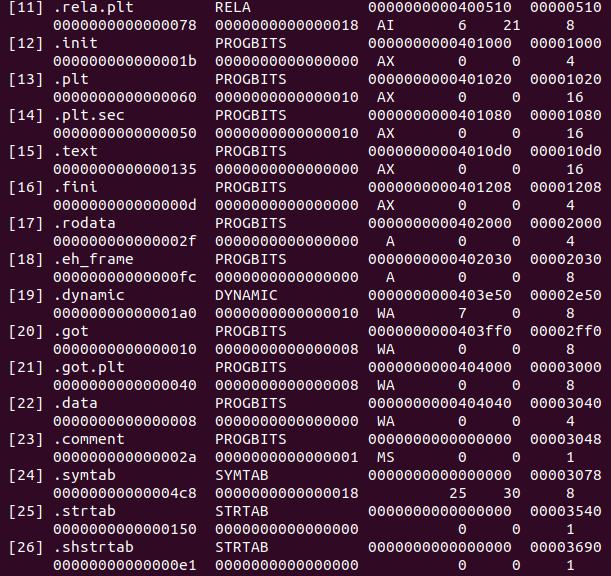 [11] .rela.plt RELA 0000000000400510 00000510
0000000000000078 0000000000000018 AI 6 21 8
[12] .init PROGBITS 0000000000401000 00001000
000000000000001b 0000000000000000 AX 0 0 4
[13] .plt PROGBITS 0000000000401020 00001020
0000000000000060 0000000000000010 AX 0 0 16
[14] .plt.sec PROGBITS 0000000000401080 00001080
0000000000000050 0000000000000010 AX 0 0 16
[15] .text PROGBITS 00000000004010d0 000010d0
0000000000000135 0000000000000000 AX 0 0 16
[16] .fini PROGBITS 0000000000401208 00001208
000000000000000d 0000000000000000 AX 0 0 4
[17] .rodata PROGBITS 0000000000402000 00002000
000000000000002f 0000000000000000 A 0 0 4
[18] .eh_frame PROGBITS 0000000000402030 00002030
00000000000000fc 0000000000000000 A 0 0 8
[19] .dynamic DYNAMIC 0000000000403e50 00002e50
00000000000001a0 0000000000000010 WA 7 0 8
[20] .got PROGBITS 0000000000403ff0 00002ff0
0000000000000010 0000000000000008 WA 0 0 8
[21] .got.plt PROGBITS 0000000000404000 00003000
0000000000000040 0000000000000008 WA 0 0 8
[22] .data PROGBITS 0000000000404040 00003040
0000000000000008 0000000000000000 WA 0 0 4
[23] .comment PROGBITS 0000000000000000 00003048
000000000000002a 0000000000000001 MS 0 0 1
[24] .symtab SYMTAB 0000000000000000 00003078
00000000000004c8 0000000000000018 25 30 8
[25] .strtab STRTAB 0000000000000000 00003540
0000000000000150 0000000000000000 0 0 1
[26] .shstrtab STRTAB 0000000000000000 00003690
00000000000000e1 0000000000000000 0 0 1